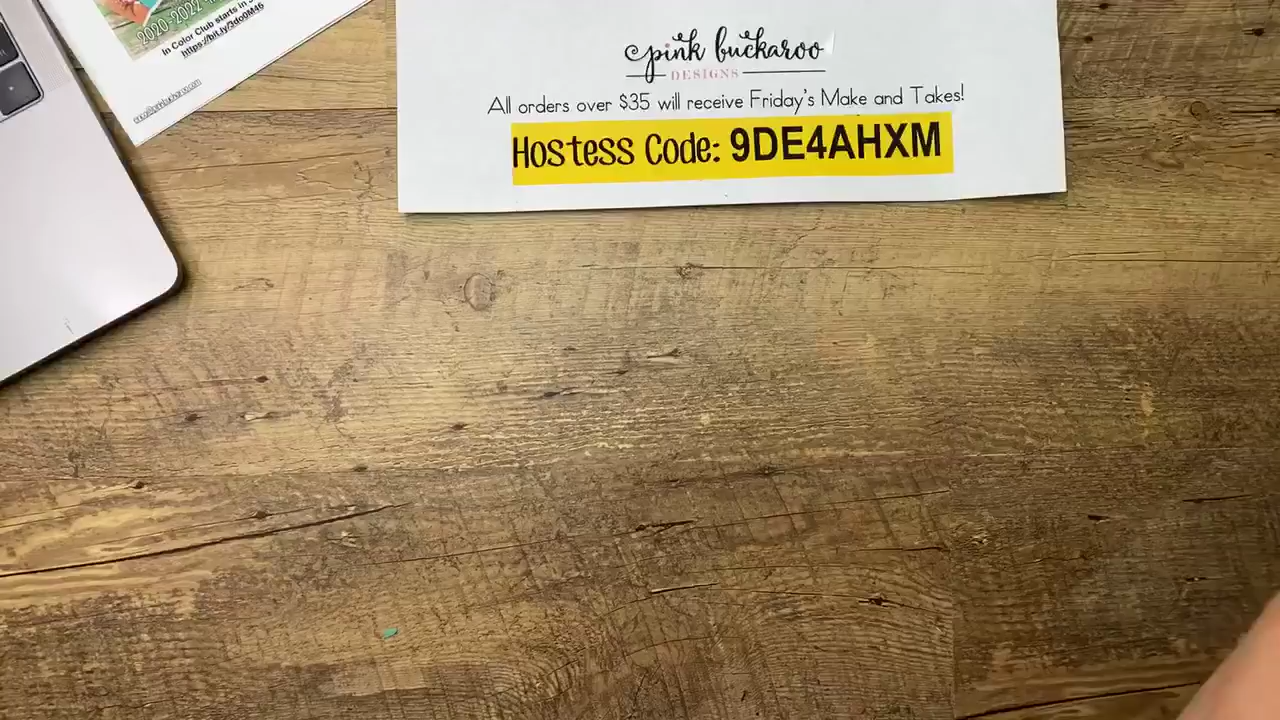 2020-2022
In Color Club starts in
https://bit.ly/3do0M46
pink buckaroo
DESIGNS
All orders over $35 will receive Friday's Make and Takes!
Hostess Code: 9DE4AHXM